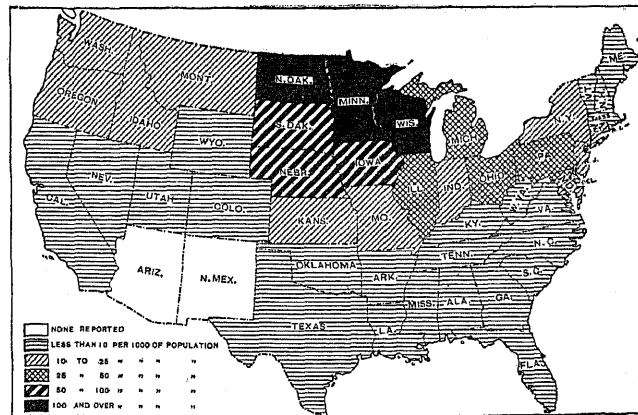 WASH.
MONT.
N. DAK.
MINN.
ME.
OREGON
IDAHO
S. DAK.
WIS.
MICH.
N.Y.
WYO.
IOWA
NEBR.
PA.
NEV.
UTAH
COLO.
ILL.
IND.
OHIO
CAL.
KANS.
MO.
KY.
W. VA.
VA.
ARIZ.
N. MEX.
OKLAHOMA
ARK.
TENN.
N. C.
S. C.
MISS.
ALA.
GA.
TEXAS
LA.
FLA.
NONE REPORTED
LESS THAN 10 PER 1000 OF POPULATION
10 TO 25 " " " "
25 " 50 " " " "
50 " 100 " " " "
100 AND OVER " " " "